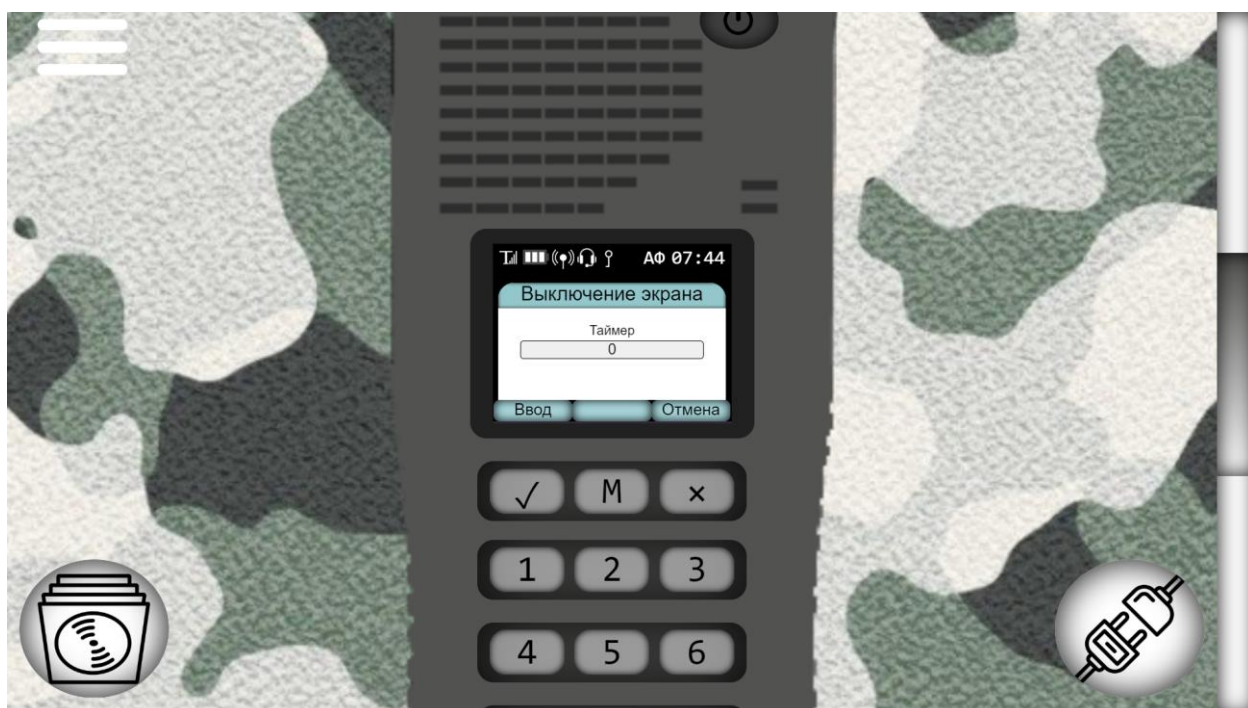 АФ 07:44
Выключение экрана
Таймер
0
Ввод Отмена
✓ M ×
1 2 3
4 5 6